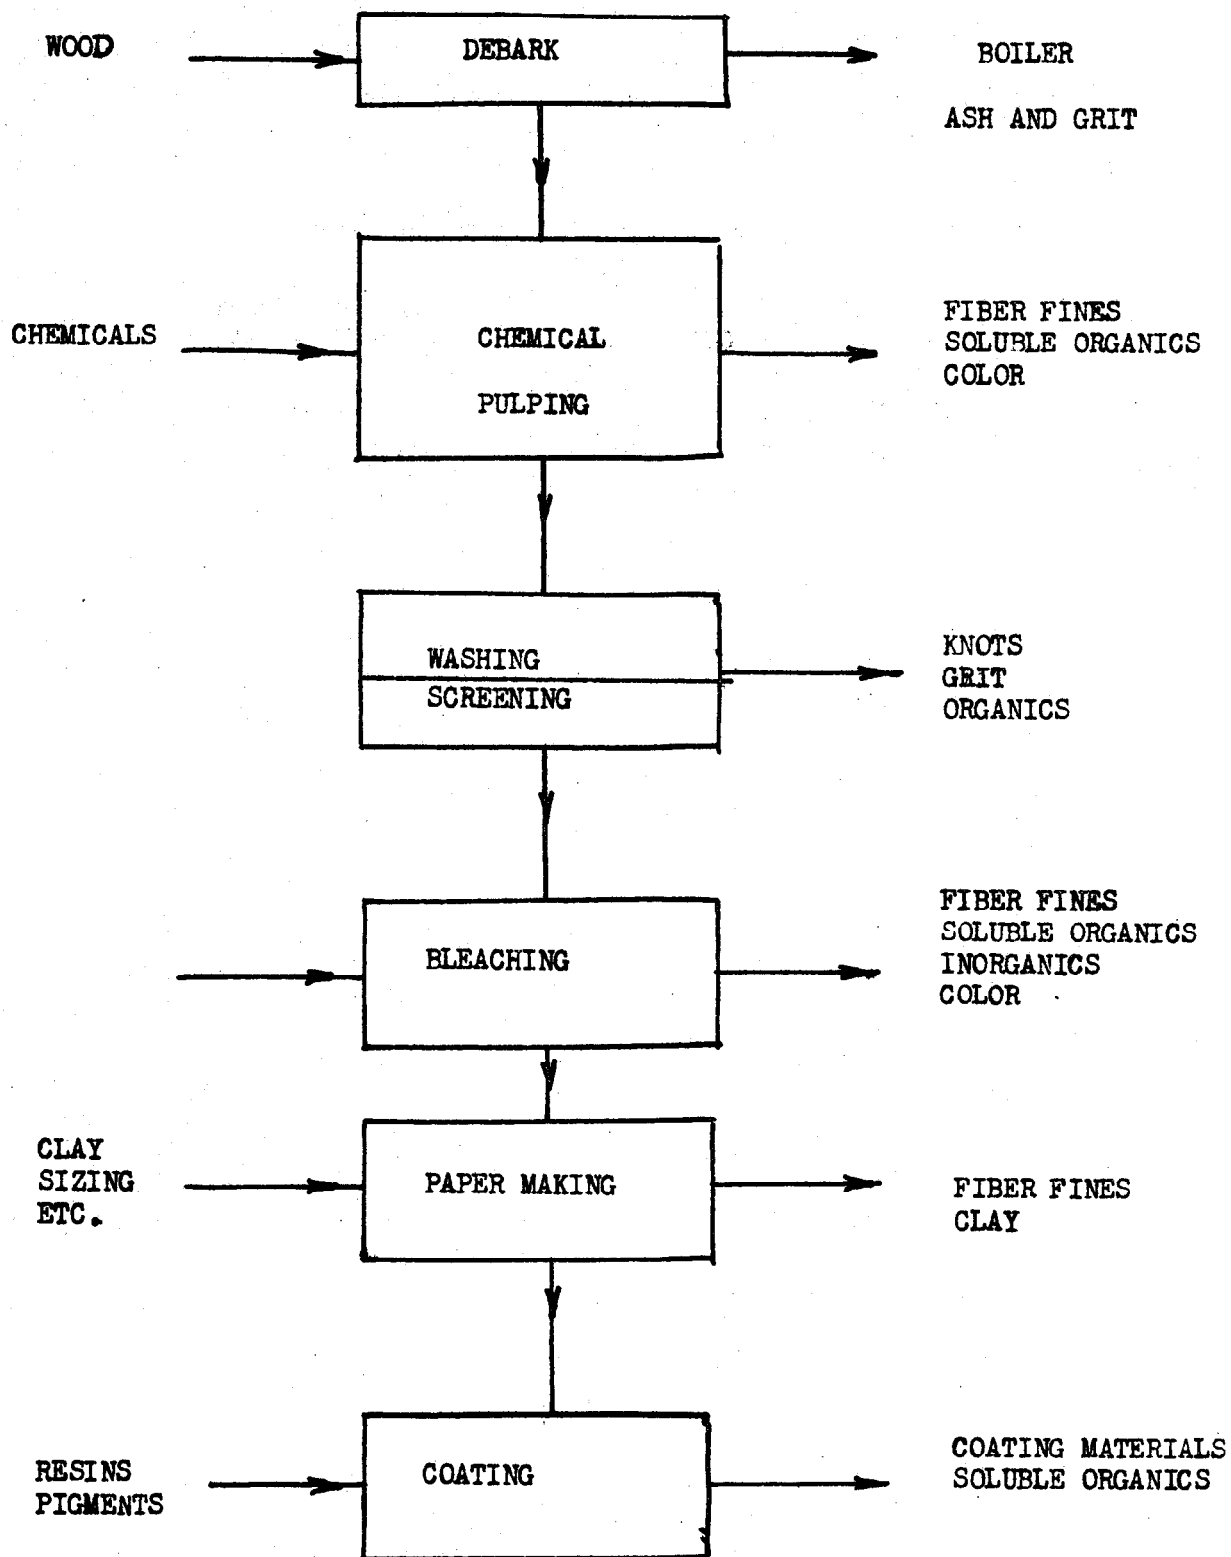 WOOD
DEBARK
BOILER
ASH AND GRIT
CHEMICALS
CHEMICAL
PULPING
FIBER FINES
SOLUBLE ORGANICS
COLOR
WASHING
SCREENING
KNOTS
GRIT
ORGANICS
BLEACHING
FIBER FINES
SOLUBLE ORGANICS
INORGANICS
COLOR
CLAY
SIZING
ETC.
PAPER MAKING
FIBER FINES
CLAY
RESINS
PIGMENTS
COATING
COATING MATERIALS
SOLUBLE ORGANICS